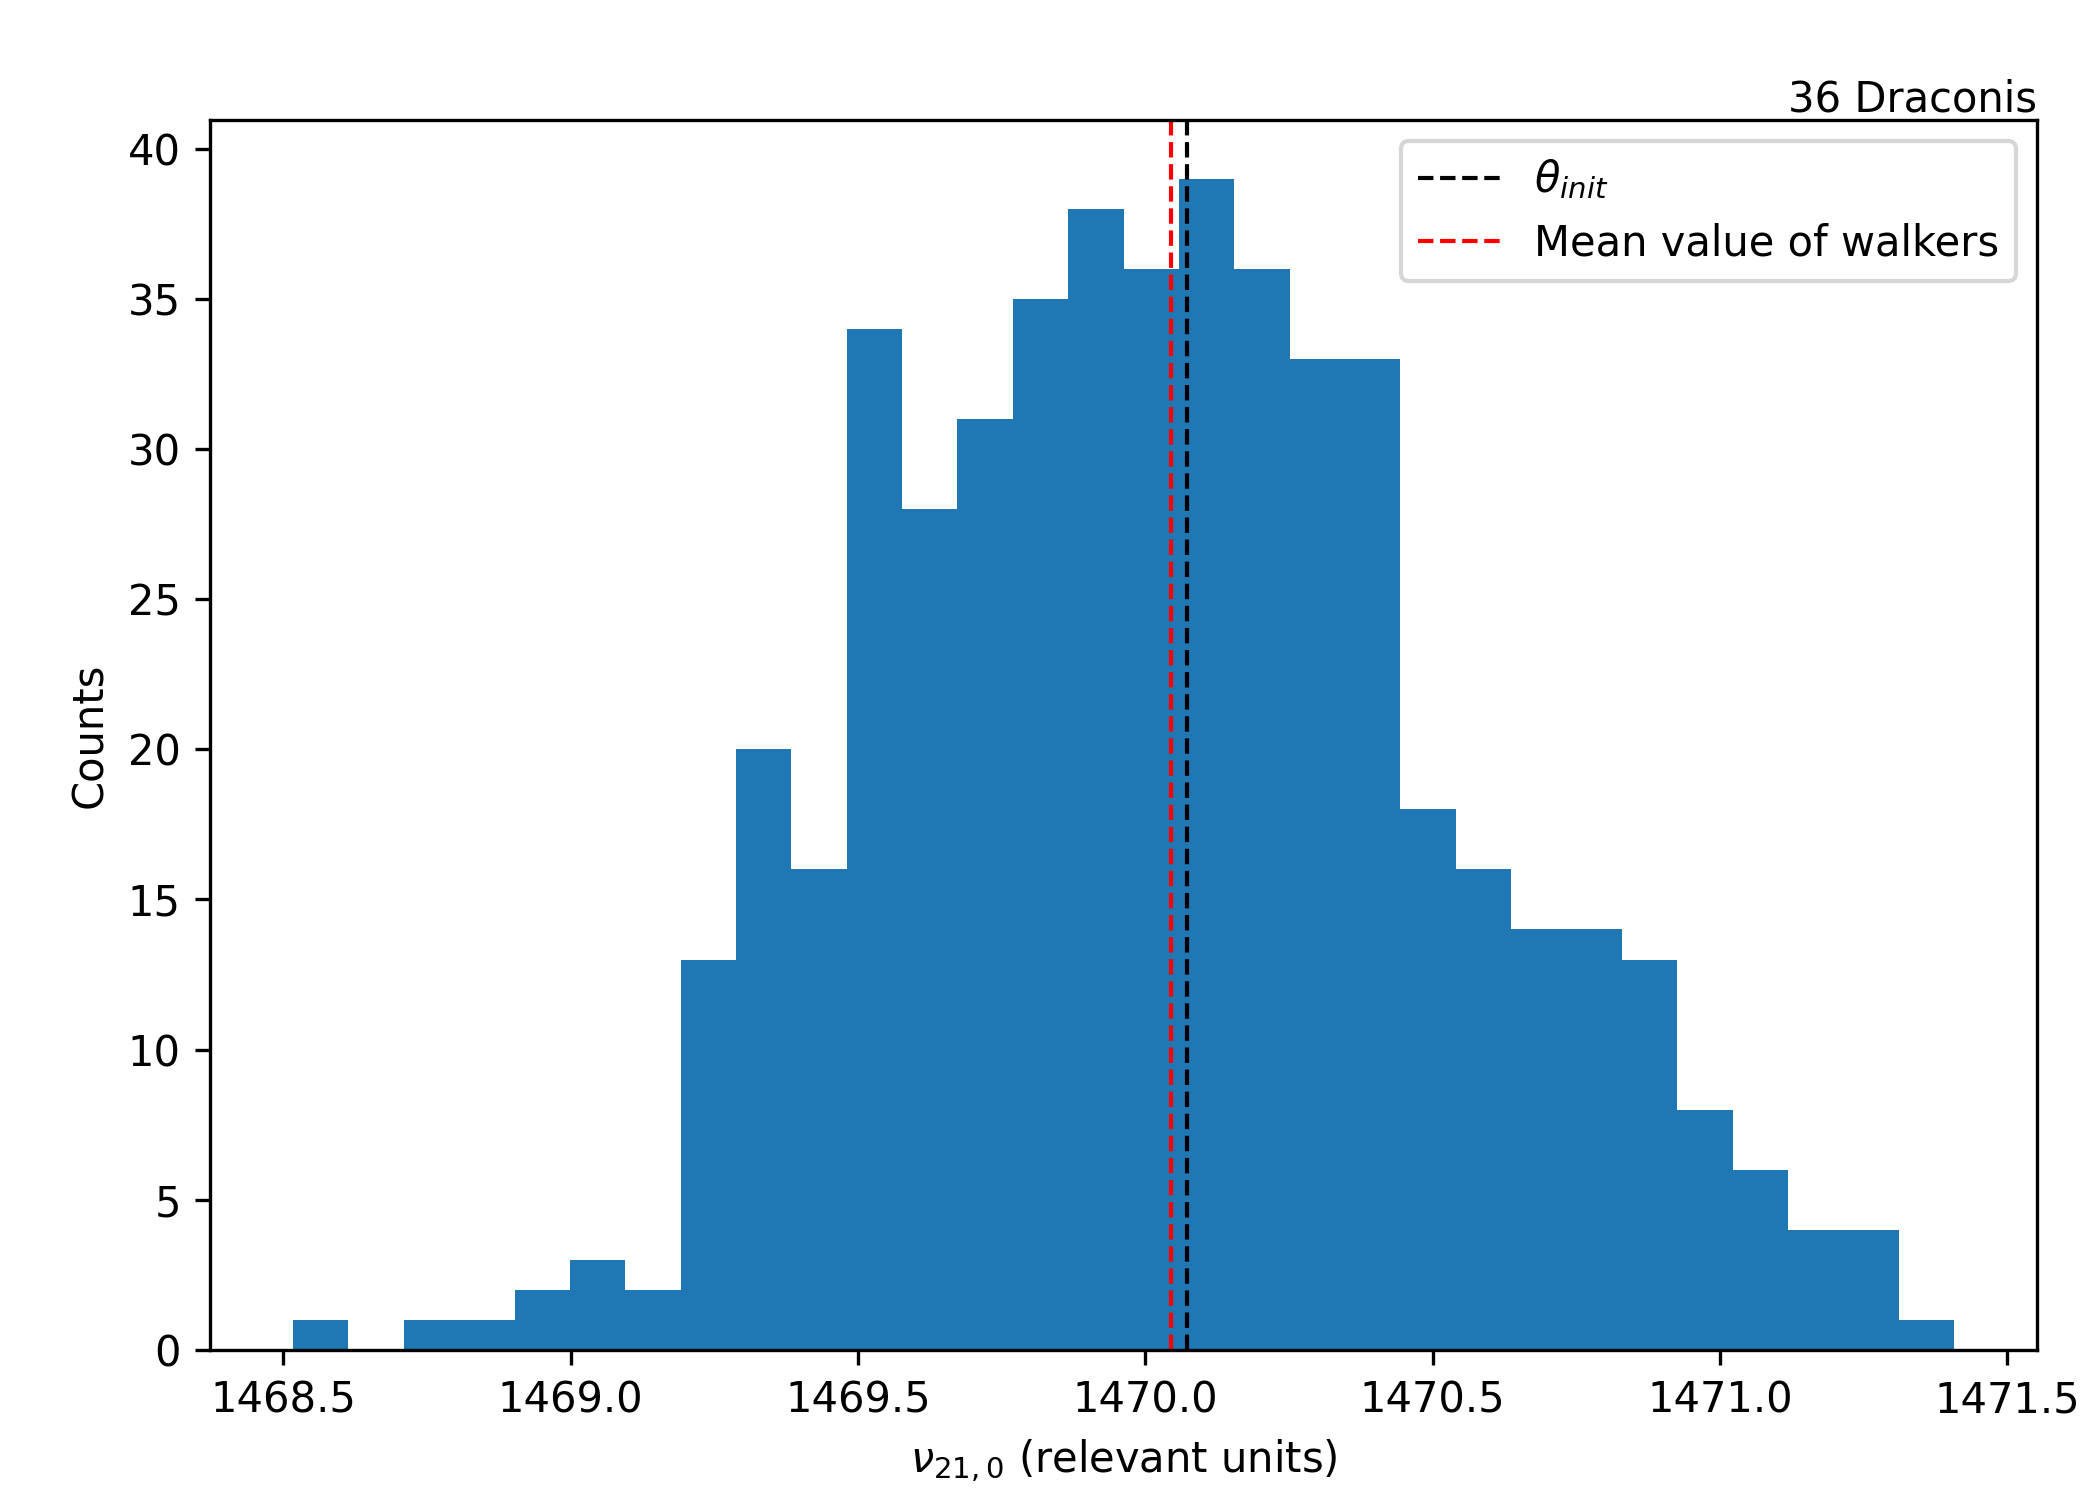 36 Draconis
40
35
30
25
20
15
10
5
0
Counts
θinit
Mean value of walkers
1468.5 1469.0 1469.5 1470.0 1470.5 1471.0 1471.5
ν21,0 (relevant units)